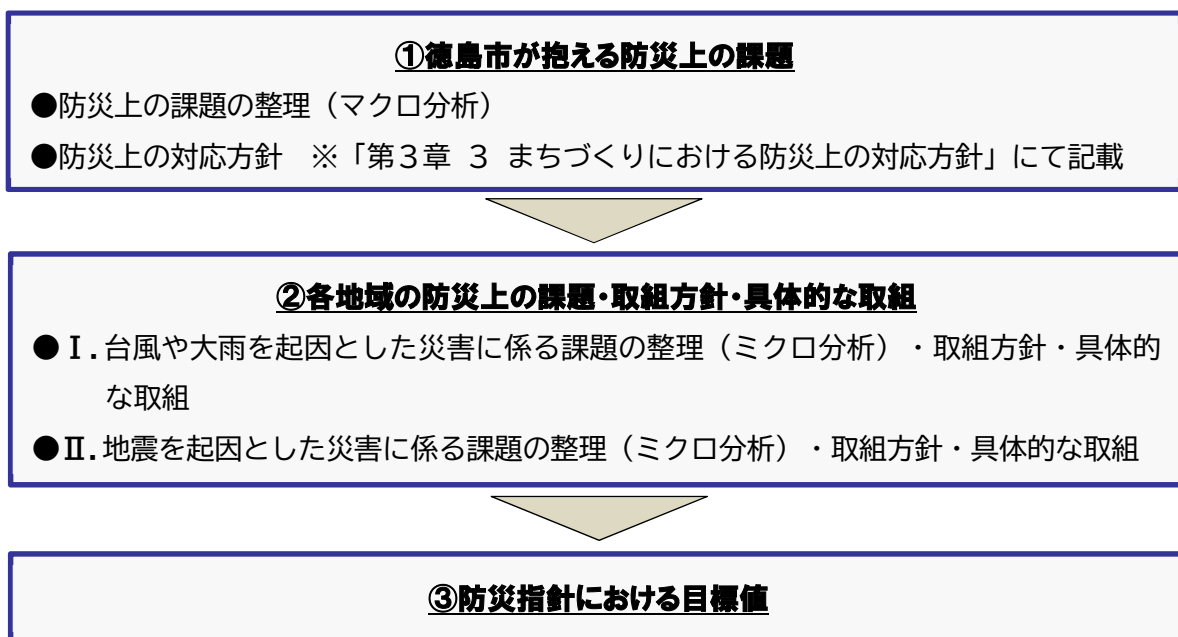 ①徳島市が抱える防災上の課題
●防災上の課題の整理（マクロ分析）
●防災上の対応方針　※「第３章 ３ まちづくりにおける防災上の対応方針」にて記載
②各地域の防災上の課題・取組方針・具体的な取組
●Ⅰ.台風や大雨を起因とした災害に係る課題の整理（ミクロ分析）・取組方針・具体的
な取組
●Ⅱ.地震を起因とした災害に係る課題の整理（ミクロ分析）・取組方針・具体的な取組
③防災指針における目標値